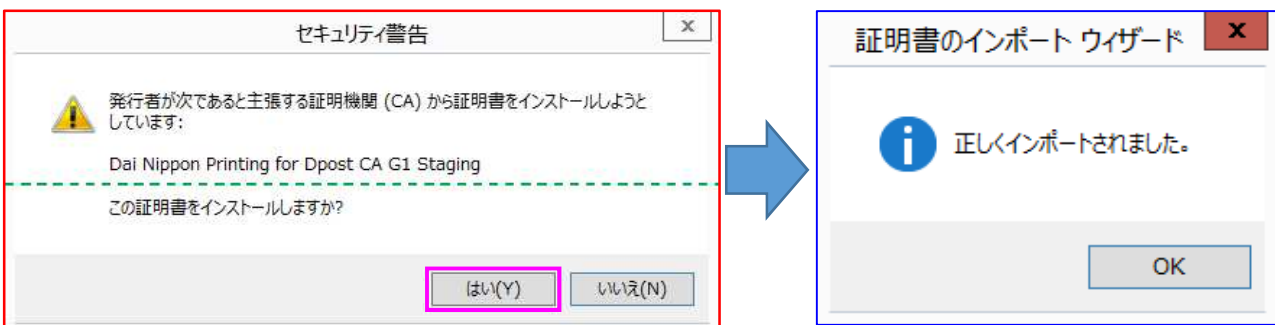 セキュリティ警告
x
発行者が次であると主張する証明機関 (CA) から証明書をインストールしようと
しています:
Dai Nippon Printing for Dpost CA G1 Staging
この証明書をインストールしますか?
はい(Y)
いいえ(N)
証明書のインポート ウィザード
x
正しくインポートされました。
OK